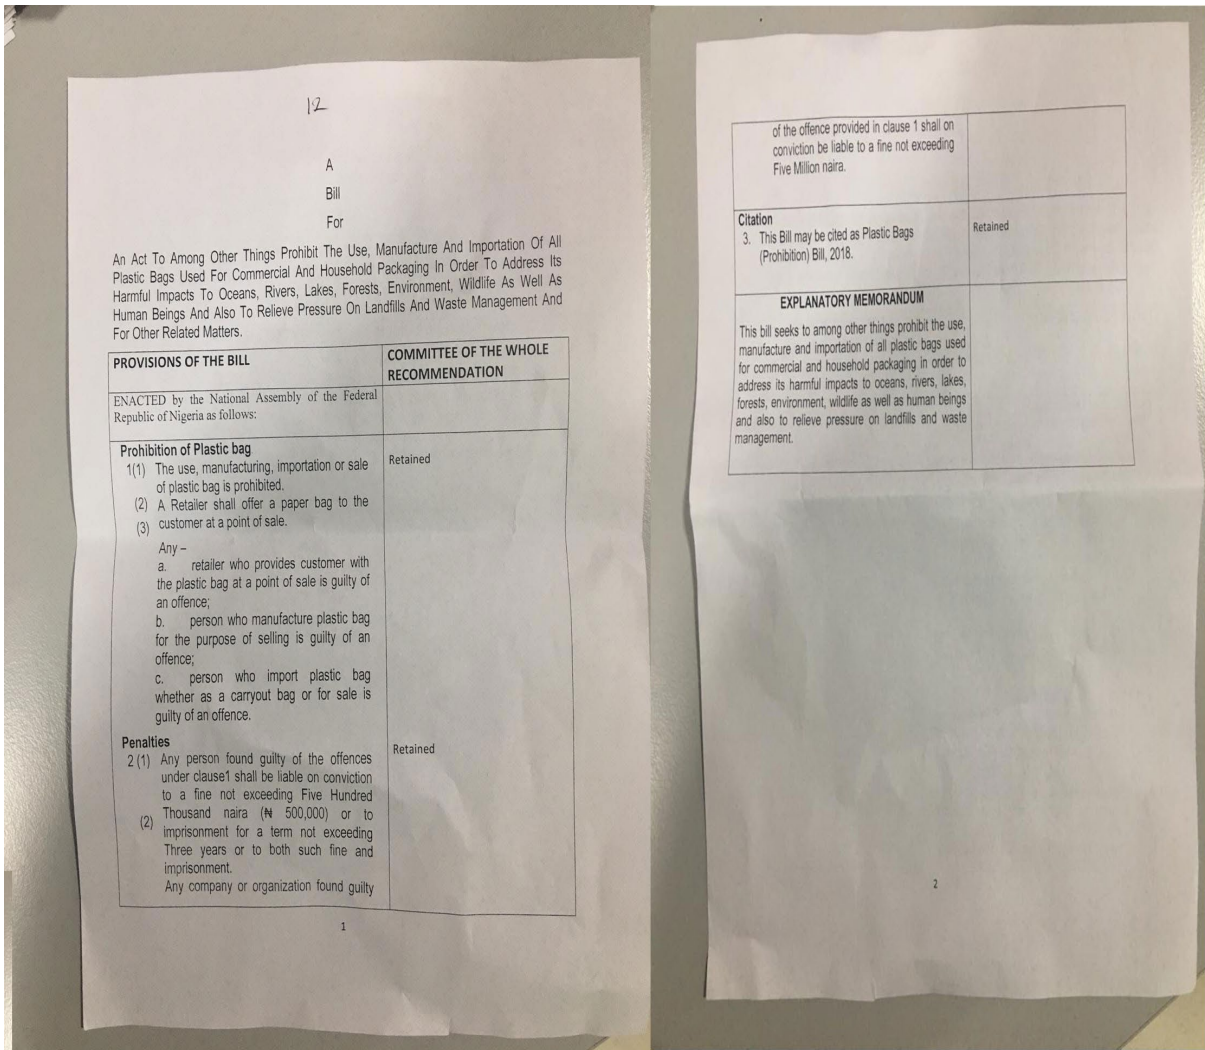 12
A
Bill
For
An Act To Among Other Things Prohibit The Use, Manufacture And Importation Of All
Plastic Bags Used For Commercial And Household Packaging In Order To Address Its
Harmful Impacts To Oceans, Rivers, Lakes, Forests, Environment, Wildlife As Well As
Human Beings And Also To Relieve Pressure On Landfills And Waste Management And
For Other Related Matters.
PROVISIONS OF THE BILL
COMMITTEE OF THE WHOLE
RECOMMENDATION
ENACTED by the National Assembly of the Federal
Republic of Nigeria as follows:
Prohibition of Plastic bag
1(1) The use, manufacturing, importation or sale
of plastic bag is prohibited.
(2) A Retailer shall offer a paper bag to the
(3) customer at a point of sale.
Any –
a. retailer who provides customer with
the plastic bag at a point of sale is guilty of
an offence;
b. person who manufacture plastic bag
for the purpose of selling is guilty of an
offence;
c. person who import plastic bag
whether as a carryout bag or for sale is
guilty of an offence.
Retained
Penalties
2 (1) Any person found guilty of the offences
under clause1 shall be liable on conviction
to a fine not exceeding Five Hundred
Thousand naira (₦ 500,000) or to
(2) imprisonment for a term not exceeding
Three years or to both such fine and
imprisonment.
Any company or organization found guilty
Retained
1
of the offence provided in clause 1 shall on
conviction be liable to a fine not exceeding
Five Million naira.
Citation
3. This Bill may be cited as Plastic Bags
(Prohibition) Bill, 2018.
Retained
EXPLANATORY MEMORANDUM
This bill seeks to among other things prohibit the use,
manufacture and importation of all plastic bags used
for commercial and household packaging in order to
address its harmful impacts to oceans, rivers, lakes,
forests, environment, wildlife as well as human beings
and also to relieve pressure on landfills and waste
management.
2